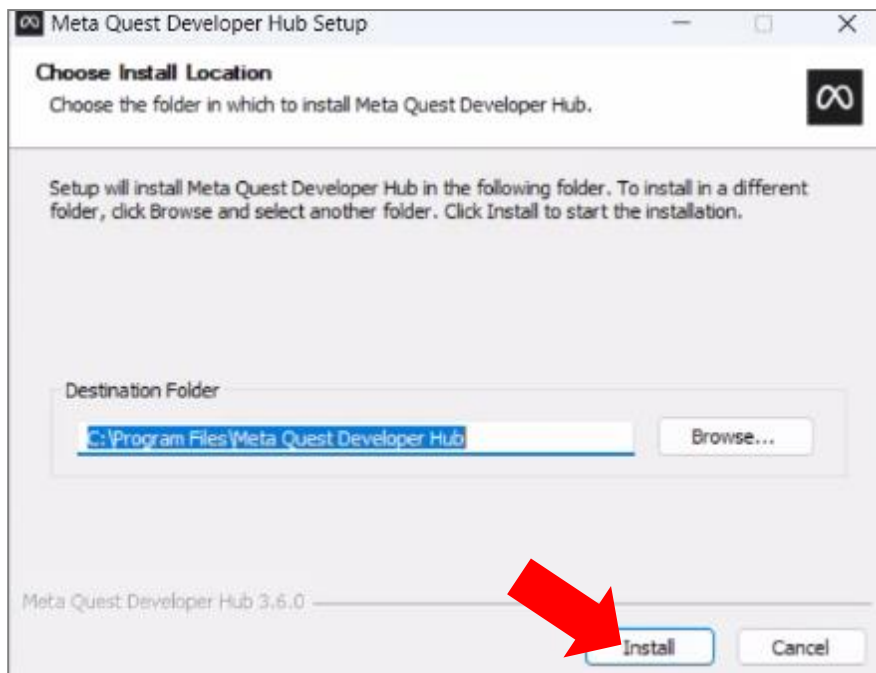 Meta Quest Developer Hub Setup
Choose Install Location
Choose the folder in which to install Meta Quest Developer Hub.
Setup will install Meta Quest Developer Hub in the following folder. To install in a different
folder, click Browse and select another folder. Click Install to start the installation.
Destination Folder
C:\Program Files\Meta Quest Developer Hub
Browse...
Meta Quest Developer Hub 3.6.0
Install
Cancel